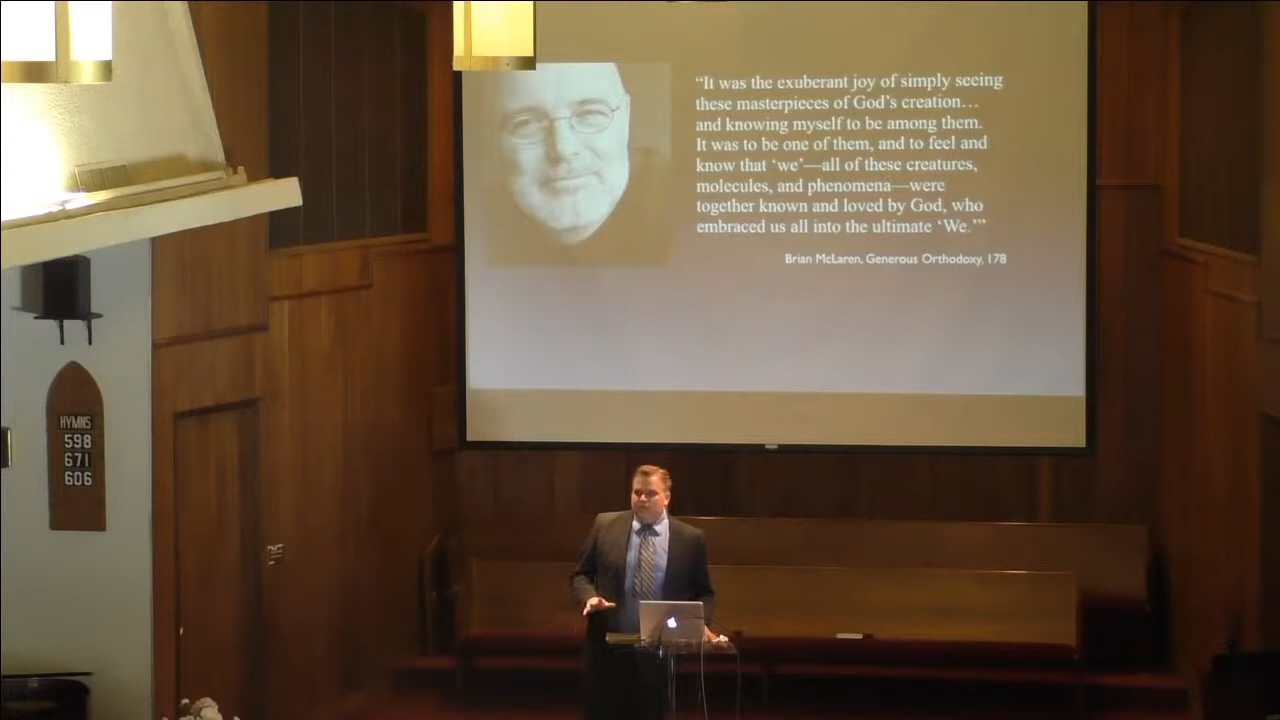 “It was the exuberant joy of simply seeing
these masterpieces of God’s creation…
and knowing myself to be among them.
It was to be one of them, and to feel and
know that ‘we’—all of these creatures,
molecules, and phenomena—were
together known and loved by God, who
embraced us all into the ultimate ‘We.’”
Brian McLaren, Generous Orthodoxy, 178
HYMNS
598
671
606